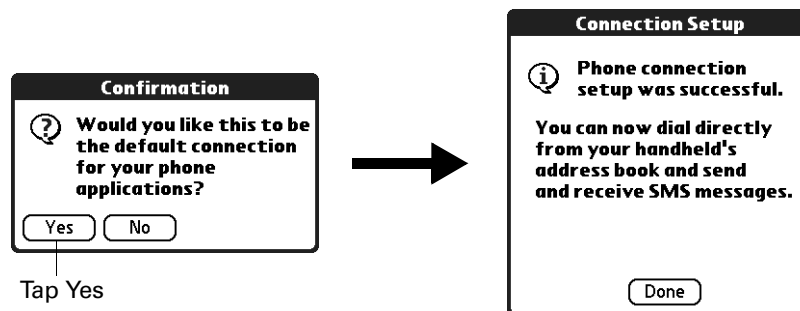 Confirmation
Would you like this to be
the default connection
for your phone
applications?
Yes
No
Tap Yes
Connection Setup
Phone connection
setup was successful.
You can now dial directly
from your handheld's
address book and send
and receive SMS messages.
Done